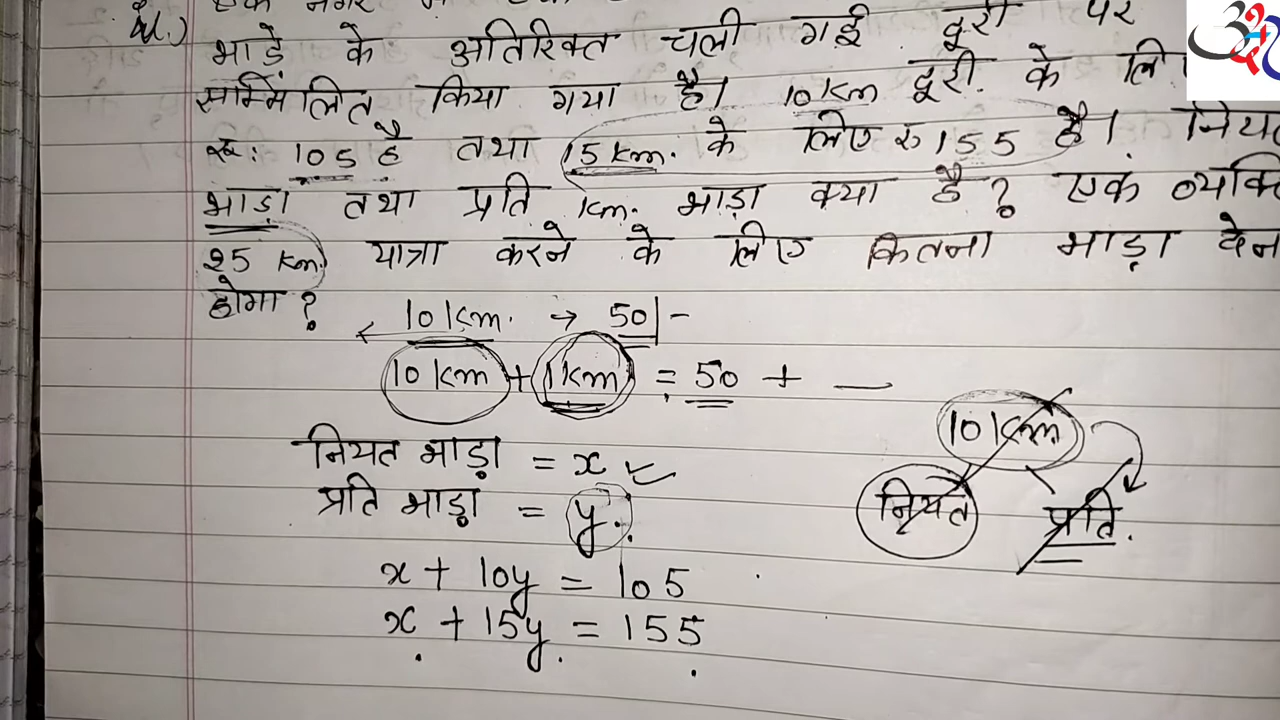 भाड़े के अतिरिक्त चली गई दूरी पर
सम्मिलित किया गया है। 10 km दूरी के
रू: 105 है तथा 15 km. के लिए रु 155 है।
भाड़ा तथा प्रति km. भाड़ा क्या है? एक
25 km यात्रा करने के लिए कितना भाड़ा
होगा?
10 km. → 50/-
10 km + 1 km = 50 + —
10 km
नियत प्रति.
नियत भाड़ा = x
प्रति भाड़ा = y
x + 10y = 105
x + 15y = 155